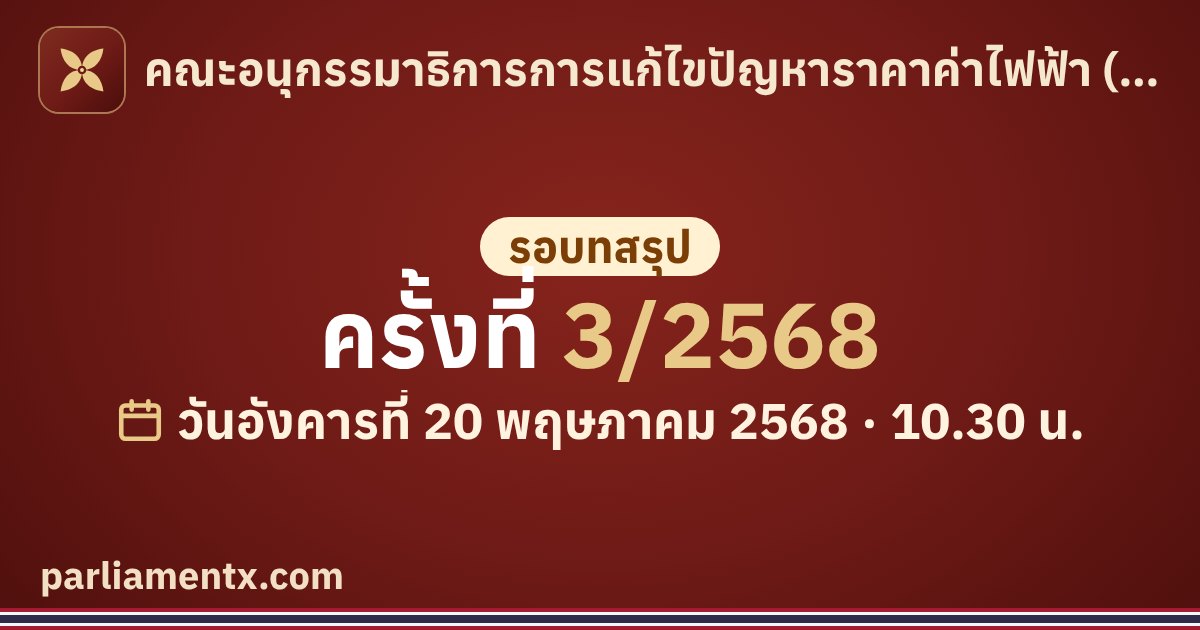 คณะอนุกรรมาธิการการแก้ไขปัญหาราคาค่าไฟฟ้า (...
รอบทสรุป
ครั้งที่ 3/2568
วันอังคารที่ 20 พฤษภาคม 2568 · 10.30 น.
parliamentx.com